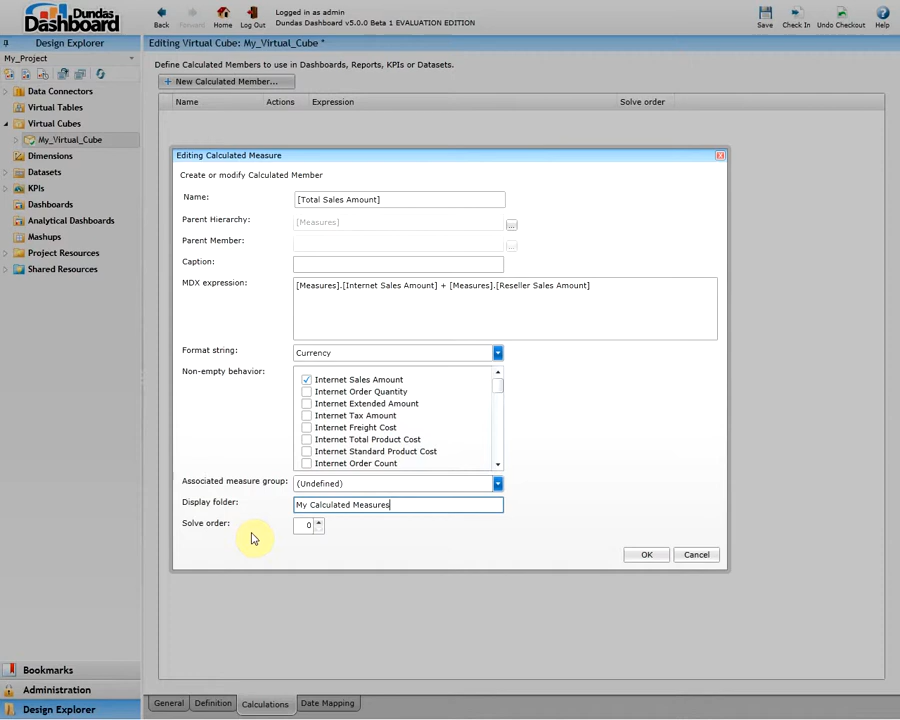 Dundas
Dashboard
Back
Forward
Home
Log Out
Logged in as admin
Dundas Dashboard v5.0.0 Beta 1 EVALUATION EDITION
Save
Check In
Undo Checkout
Help
Design Explorer
Editing Virtual Cube: My_Virtual_Cube *
My_Project
Data Connectors
Virtual Tables
Virtual Cubes
My_Virtual_Cube
Dimensions
Datasets
KPIs
Dashboards
Analytical Dashboards
Mashups
Project Resources
Shared Resources
Define Calculated Members to use in Dashboards, Reports, KPIs or Datasets.
+ New Calculated Member...
Name Actions Expression Solve order
Editing Calculated Measure
Create or modify Calculated Member
Name: [Total Sales Amount]
Parent Hierarchy: [Measures] ...
Parent Member: ...
Caption:
MDX expression: [Measures].[Internet Sales Amount] + [Measures].[Reseller Sales Amount]
Format string: Currency
Non-empty behavior:
Internet Sales Amount
Internet Order Quantity
Internet Extended Amount
Internet Tax Amount
Internet Freight Cost
Internet Total Product Cost
Internet Standard Product Cost
Internet Order Count
Associated measure group: (Undefined)
Display folder: My Calculated Measures
Solve order: 0
OK Cancel
Bookmarks
Administration
Design Explorer
General Definition Calculations Date Mapping